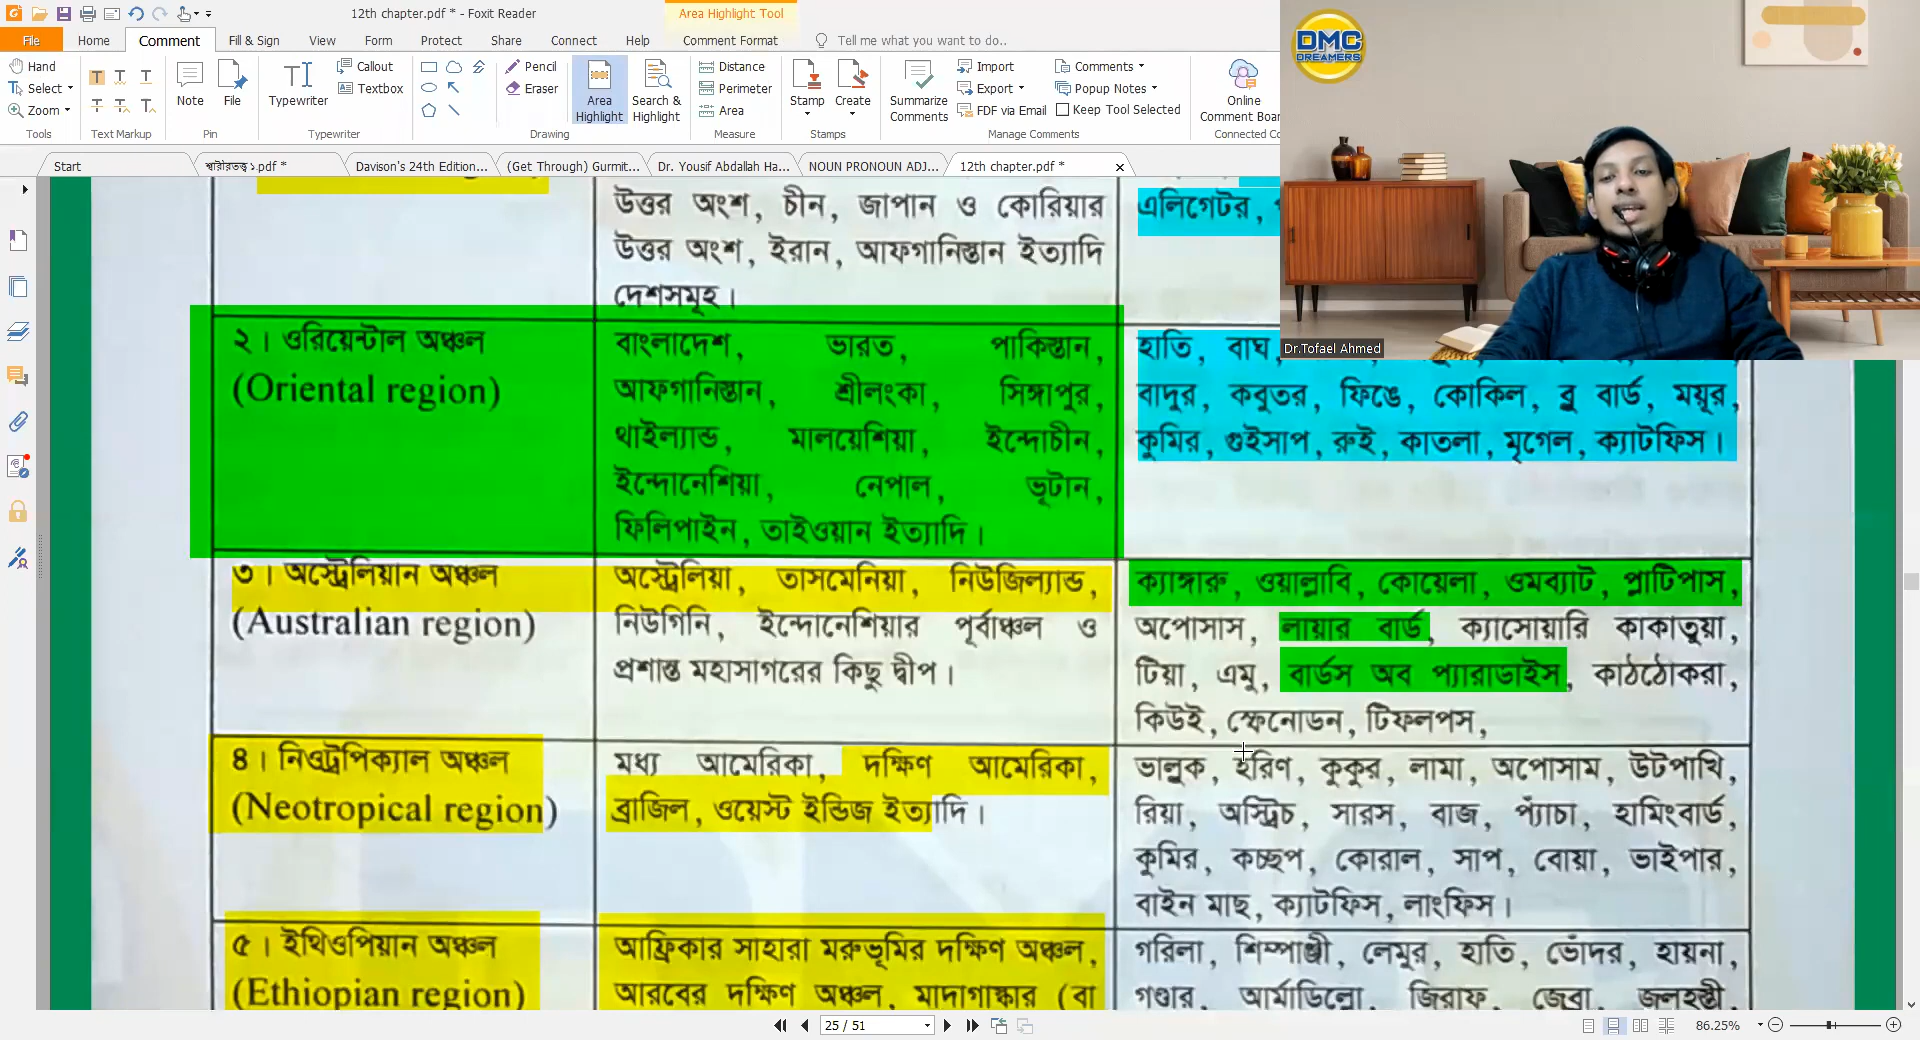 12th chapter.pdf * - Foxit Reader
Area Highlight Tool
File
Home
Comment
Fill & Sign
View
Form
Protect
Share
Connect
Help
Comment Format
Tell me what you want to do..
Hand
Select
Zoom
Tools
Text Markup
Note
File
Pin
Typewriter
Callout
Textbox
Typewriter
Pencil
Eraser
Drawing
Area Highlight
Search & Highlight
Distance
Perimeter
Area
Measure
Stamp
Create
Stamps
Summarize Comments
Import
Export
FDF via Email
Comments
Popup Notes
Keep Tool Selected
Manage Comments
Online
Comment Boar
Connected Co
DMC
DREAMERS
Dr.Tofael Ahmed
Start
শারীরতত্ত্ব ১.pdf *
Davison's 24th Edition...
(Get Through) Gurmit...
Dr. Yousif Abdallah Ha...
NOUN PRONOUN ADJ...
12th chapter.pdf *
উত্তর অংশ, চীন, জাপান ও কোরিয়ার
উত্তর অংশ, ইরান, আফগানিস্তান ইত্যাদি
দেশসমূহ।
এলিগেটর,
২। ওরিয়েন্টাল অঞ্চল
(Oriental region)
বাংলাদেশ, ভারত, পাকিস্তান,
আফগানিস্তান, শ্রীলংকা, সিঙ্গাপুর,
থাইল্যান্ড, মালয়েশিয়া, ইন্দোচীন,
ইন্দোনেশিয়া, নেপাল, ভূটান,
ফিলিপাইন, তাইওয়ান ইত্যাদি।
হাতি, বাঘ,
বাদুর, কবুতর, ফিঙে, কোকিল, ব্লু বার্ড, ময়ূর,
কুমির, গুইসাপ, রুই, কাতলা, মৃগেল, ক্যাটফিস।
৩। অস্ট্রেলিয়ান অঞ্চল
(Australian region)
অস্ট্রেলিয়া, তাসমেনিয়া, নিউজিল্যান্ড,
নিউগিনি, ইন্দোনেশিয়ার পূর্বাঞ্চল ও
প্রশান্ত মহাসাগরের কিছু দ্বীপ।
ক্যাঙ্গারু, ওয়াল্লাবি, কোয়েলা, ওমব্যাট, প্লাটিপাস,
অপোসাস, লায়ার বার্ড, ক্যাসোয়ারি কাকাতুয়া,
টিয়া, এমু, বার্ডস অব প্যারাডাইস, কাঠঠোকরা,
কিউই, স্ফেনোডন, টিফলপস,
৪। নিওট্রপিক্যাল অঞ্চল
(Neotropical region)
মধ্য আমেরিকা, দক্ষিণ আমেরিকা,
ব্রাজিল, ওয়েস্ট ইন্ডিজ ইত্যাদি।
ভালুক, হরিণ, কুকুর, লামা, অপোসাম, উটপাখি,
রিয়া, অস্ট্রিচ, সারস, বাজ, প্যাঁচা, হামিংবার্ড,
কুমির, কচ্ছপ, কোরাল, সাপ, বোয়া, ভাইপার,
বাইন মাছ, ক্যাটফিস, লাংফিস।
৫। ইথিওপিয়ান অঞ্চল
(Ethiopian region)
আফ্রিকার সাহারা মরুভূমির দক্ষিণ অঞ্চল,
আরবের দক্ষিণ অঞ্চল, মাদাগাস্কার (বা
গরিলা, শিম্পাঞ্জী, লেমুর, হাতি, ভোঁদর, হায়না,
গণ্ডার, আর্মাডিল্লো, জিরাফ, জেব্রা, জলহস্তী,
25 / 51
86.25%